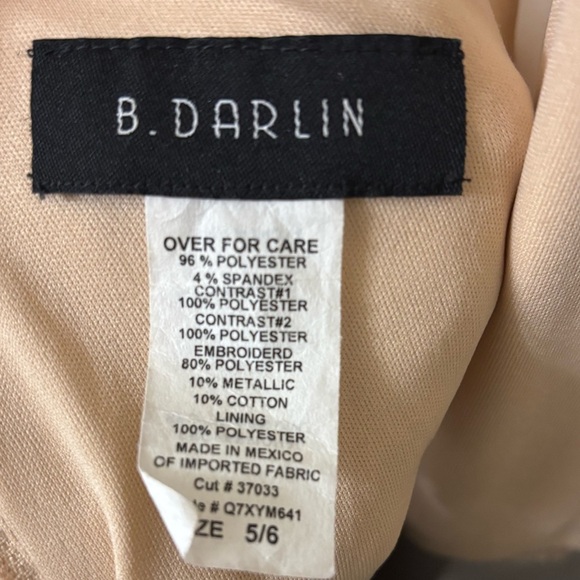 B. DARLIN
OVER FOR CARE
96 % POLYESTER
4 % SPANDEX
CONTRAST#1
100% POLYESTER
CONTRAST#2
100% POLYESTER
EMBROIDERD
80% POLYESTER
10% METALLIC
10% COTTON
LINING
100% POLYESTER
MADE IN MEXICO
OF IMPORTED FABRIC
Cut # 37033
# Q7XYM641
5/6